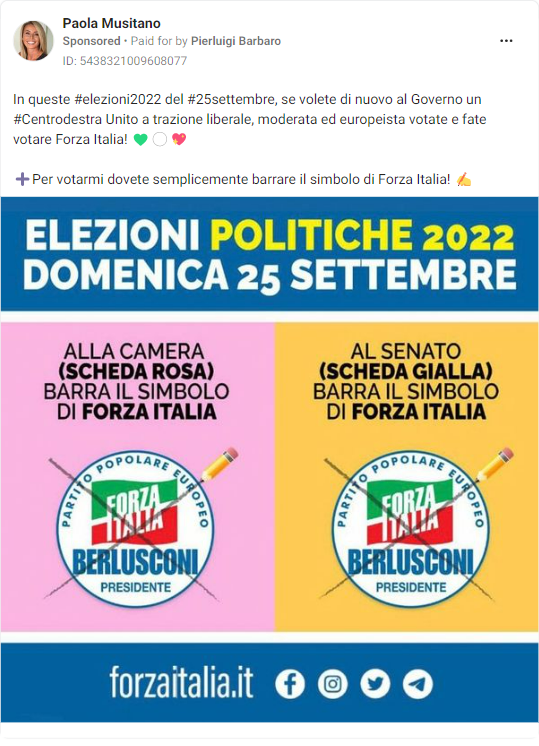 Paola Musitano
Sponsored • Paid for by Pierluigi Barbaro
ID: 5438321009608077
In queste #elezioni2022 del #25settembre, se volete di nuovo al Governo un
#Centrodestra Unito a trazione liberale, moderata ed europeista votate e fate
votare Forza Italia! 💚⚪💖
➕Per votarmi dovete semplicemente barrare il simbolo di Forza Italia! ✍️
ELEZIONI POLITICHE 2022
DOMENICA 25 SETTEMBRE
ALLA CAMERA
(SCHEDA ROSA)
BARRA IL SIMBOLO
DI FORZA ITALIA
PARTITO POPOLARE EUROPEO
FORZA
ITALIA
BERLUSCONI
PRESIDENTE
AL SENATO
(SCHEDA GIALLA)
BARRA IL SIMBOLO
DI FORZA ITALIA
PARTITO POPOLARE EUROPEO
FORZA
ITALIA
BERLUSCONI
PRESIDENTE
forzaitalia.it